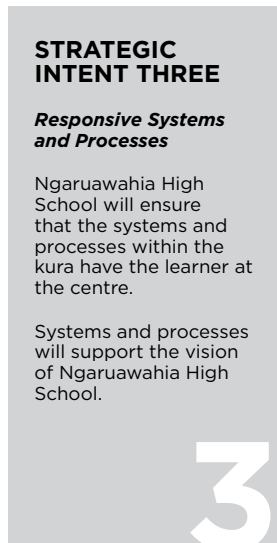 STRATEGIC
INTENT THREE
Responsive Systems
and Processes
Ngaruawahia High
School will ensure
that the systems and
processes within the
kura have the learner at
the centre.
Systems and processes
will support the vision
of Ngaruawahia High
School.
3